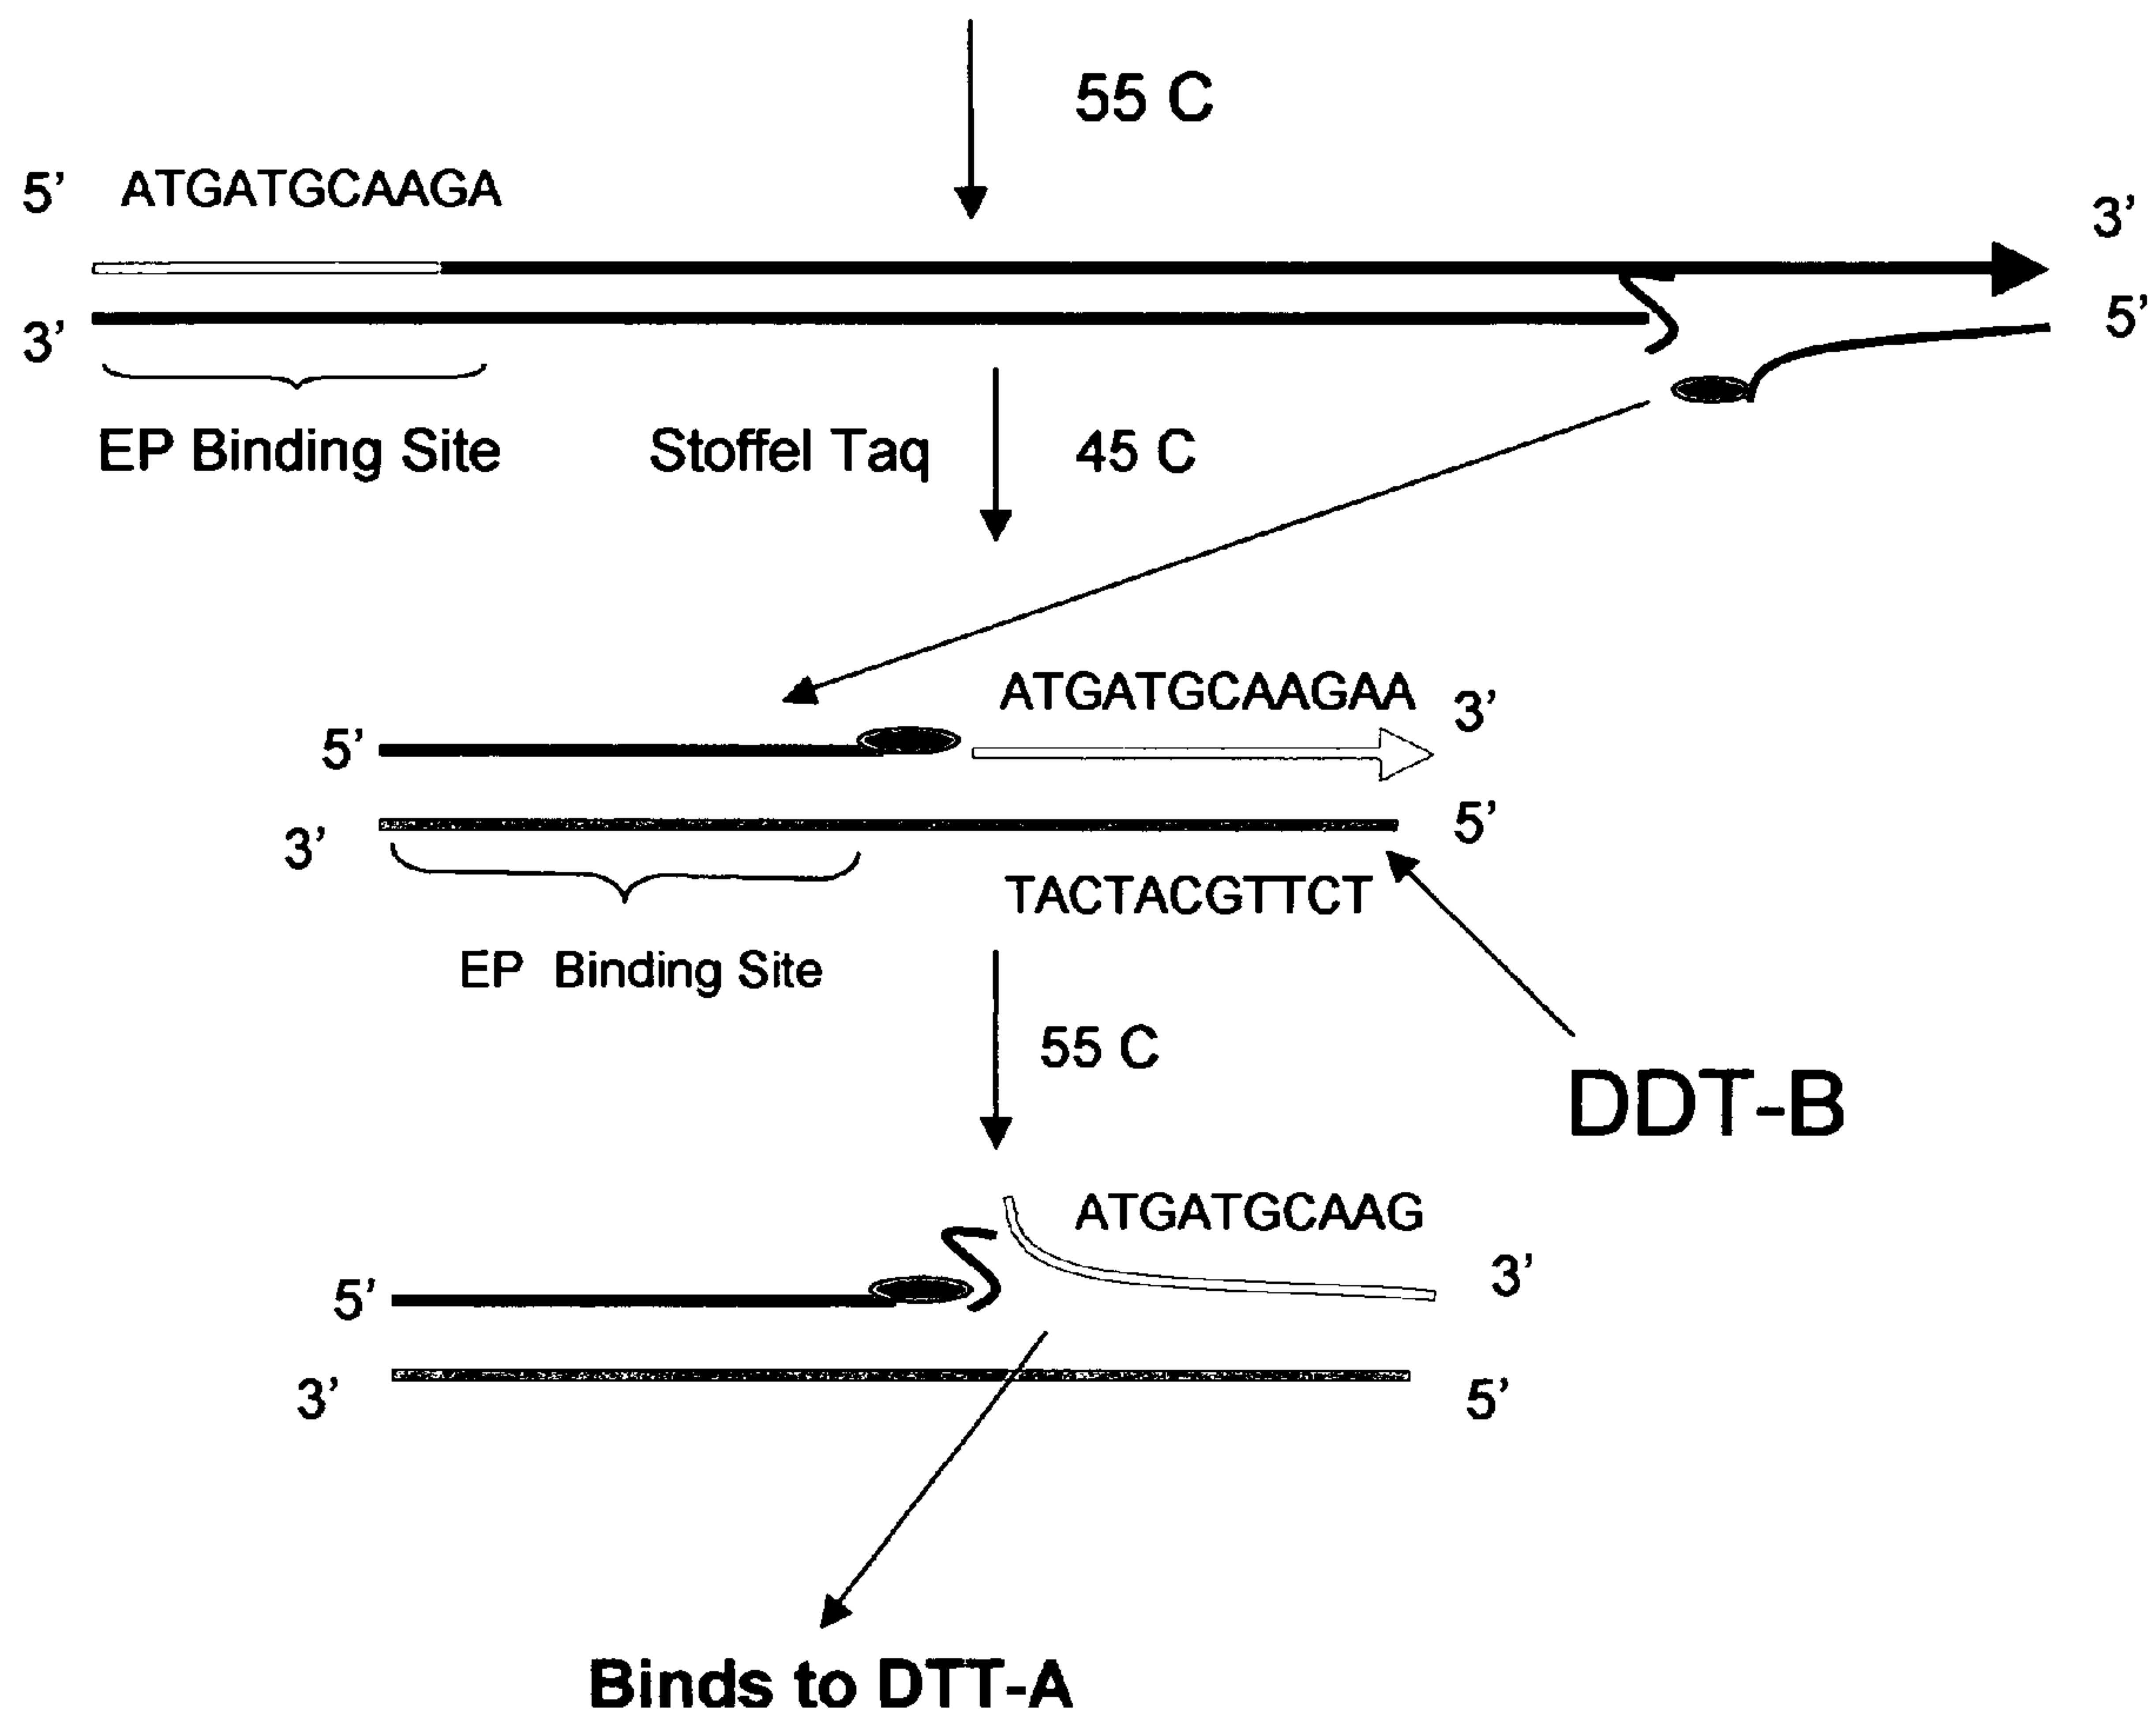 55 C
5' ATGATGCAAGA
3'
3'
5'
EP Binding Site Stoffel Taq 45 C
ATGATGCAAGAA 3'
5'
3'
5'
TACTACGTTCT
EP Binding Site
55 C
DDT-B
ATGATGCAAG
3'
5'
3'
5'
Binds to DTT-A